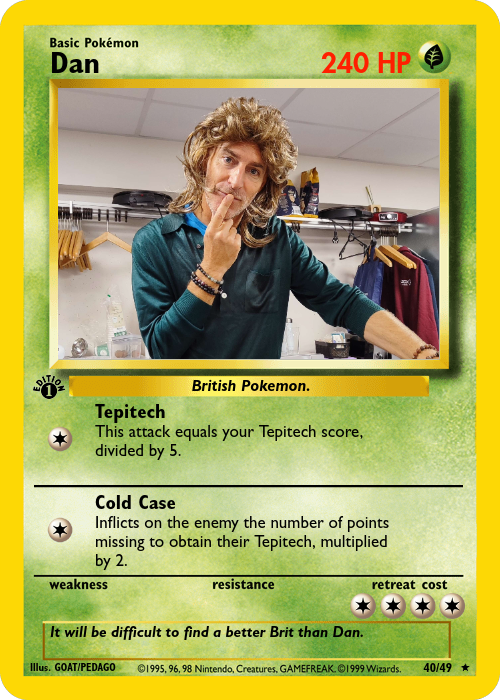 Basic Pokémon
Dan 240 HP
EDITION 1
British Pokemon.
Tepitech
This attack equals your Tepitech score,
divided by 5.
Cold Case
Inflicts on the enemy the number of points
missing to obtain their Tepitech, multiplied
by 2.
weakness resistance retreat cost
It will be difficult to find a better Brit than Dan.
Illus. GOAT/PEDAGO ©1995, 96, 98 Nintendo, Creatures, GAMEFREAK. ©1999 Wizards. 40/49 ★